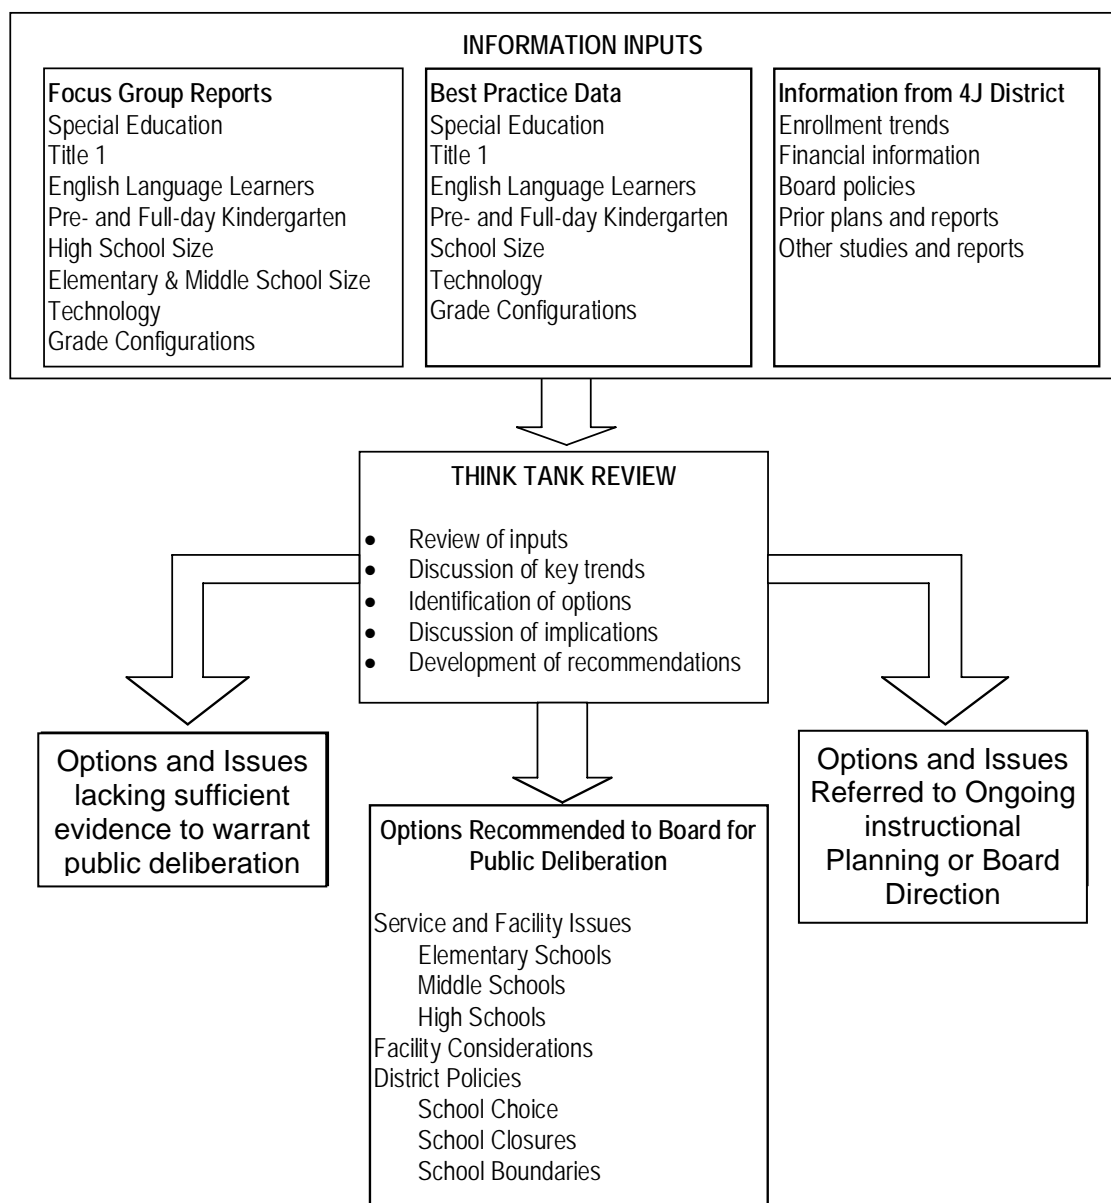 INFORMATION INPUTS
Focus Group Reports
Special Education
Title 1
English Language Learners
Pre- and Full-day Kindergarten
High School Size
Elementary & Middle School Size
Technology
Grade Configurations
Best Practice Data
Special Education
Title 1
English Language Learners
Pre- and Full-day Kindergarten
School Size
Technology
Grade Configurations
Information from 4J District
Enrollment trends
Financial information
Board policies
Prior plans and reports
Other studies and reports
THINK TANK REVIEW
• Review of inputs
• Discussion of key trends
• Identification of options
• Discussion of implications
• Development of recommendations
Options and Issues
lacking sufficient
evidence to warrant
public deliberation
Options Recommended to Board for
Public Deliberation
Service and Facility Issues
Elementary Schools
Middle Schools
High Schools
Facility Considerations
District Policies
School Choice
School Closures
School Boundaries
Options and Issues
Referred to Ongoing
instructional
Planning or Board
Direction